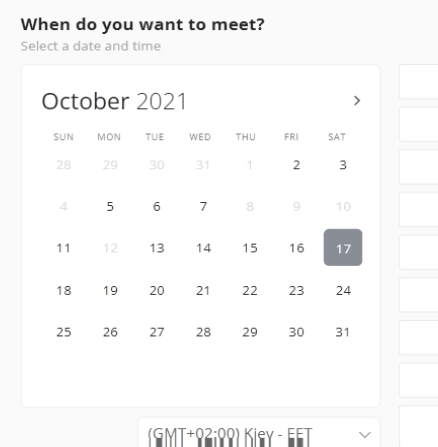 When do you want to meet?
Select a date and time
October 2021
SUN MON TUE WED THU FRI SAT
28 29 30 31 1 2 3
4 5 6 7 8 9 10
11 12 13 14 15 16 17
18 19 20 21 22 23 24
25 26 27 28 29 30 31
(GMT+02:00) Kiev - EET